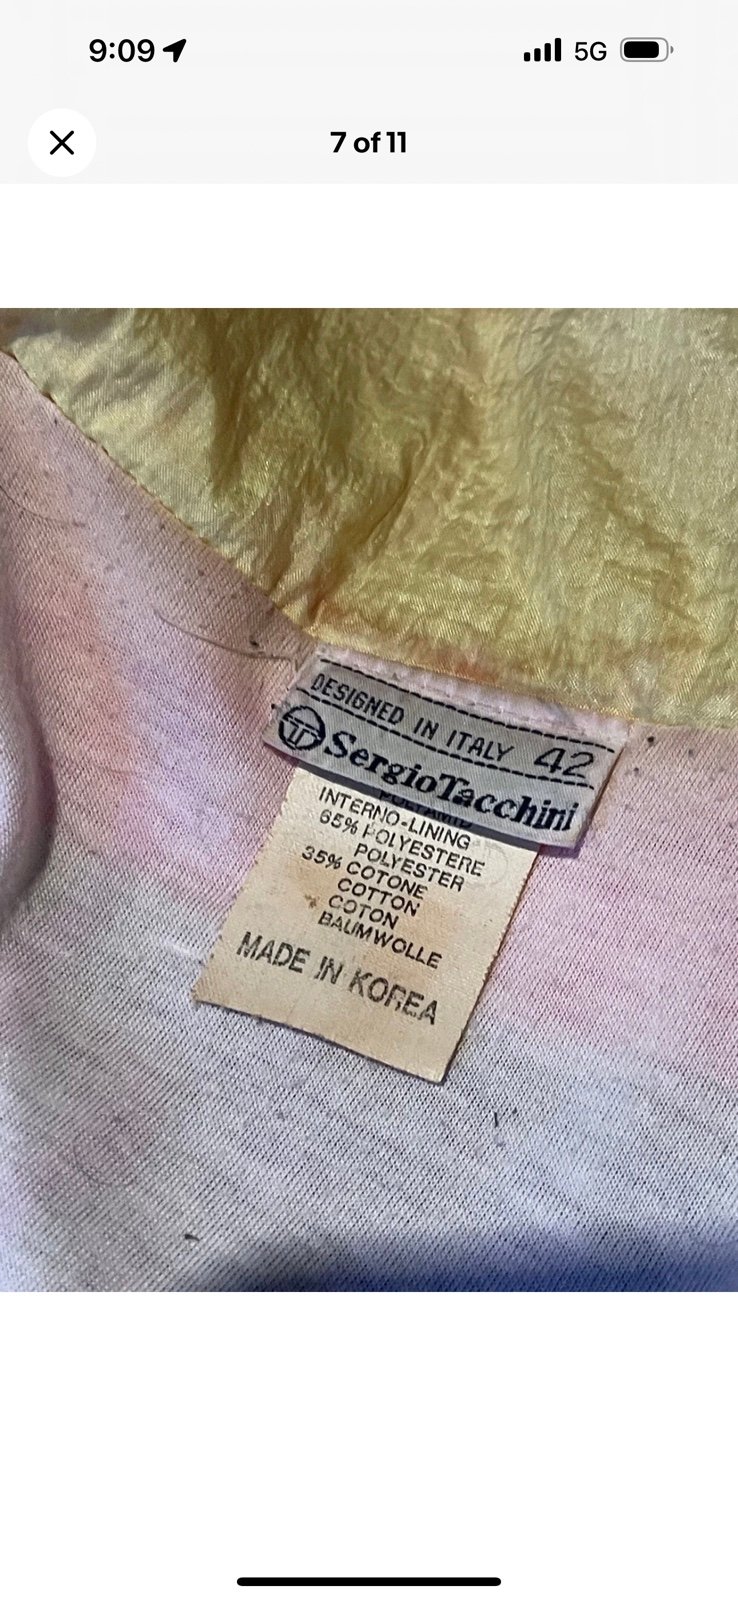 9:09
5G
7 of 11
DESIGNED IN ITALY 42
SergioTacchini
POLYAMID
INTERNO-LINING
65% POLYESTERE
POLYESTER
35% COTONE
COTTON
COTON
BAUMWOLLE
MADE IN KOREA